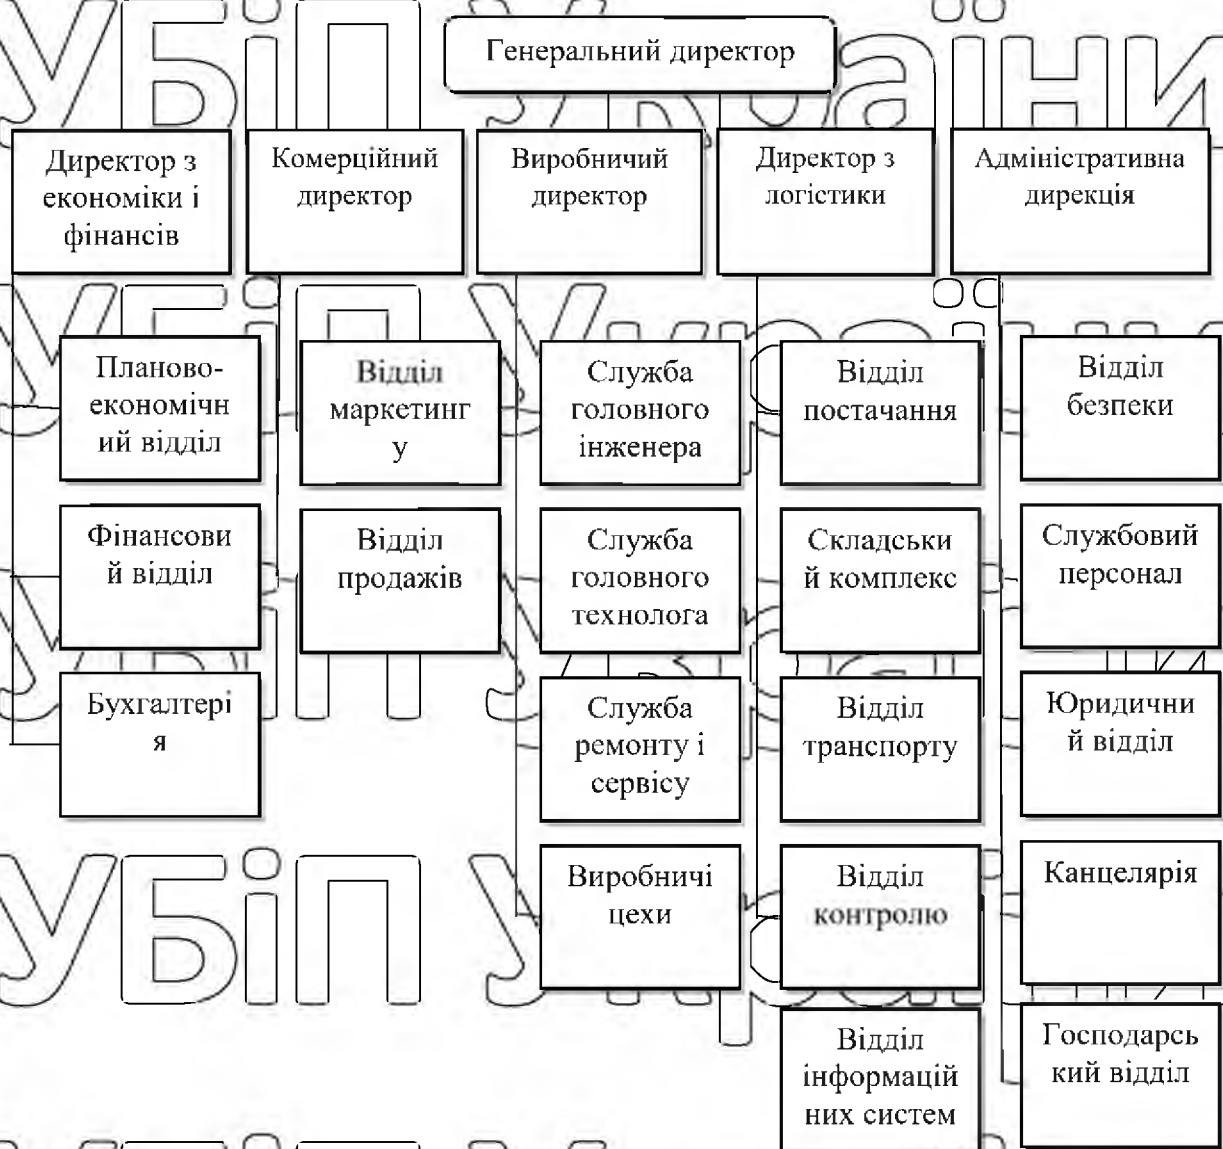 Генеральний директор
Директор з
економіки і
фінансів
Комерційний
директор
Виробничий
директор
Директор з
логістики
Адміністративна
дирекція
Планово-
економічн
ий відділ
Фінансови
й відділ
Бухгалтері
я
Відділ
маркетинг
у
Відділ
продажів
Служба
головного
інженера
Служба
головного
технолога
Служба
ремонту і
сервісу
Виробничі
цехи
Відділ
постачання
Складськи
й комплекс
Відділ
транспорту
Відділ
контролю
Відділ
інформацій
них систем
Відділ
безпеки
Службовий
персонал
Юридични
й відділ
Канцелярія
Господарсь
кий відділ